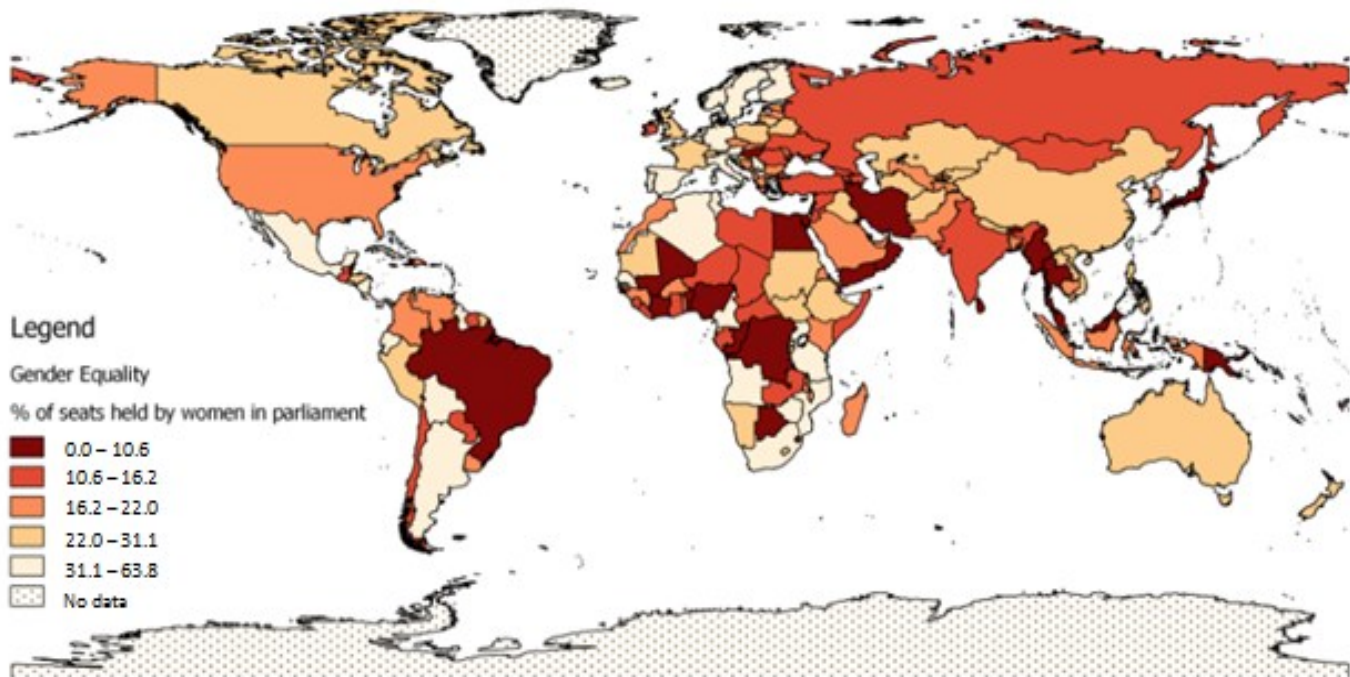 Legend
Gender Equality
% of seats held by women in parliament
0.0 – 10.6
10.6 – 16.2
16.2 – 22.0
22.0 – 31.1
31.1 – 63.8
No data